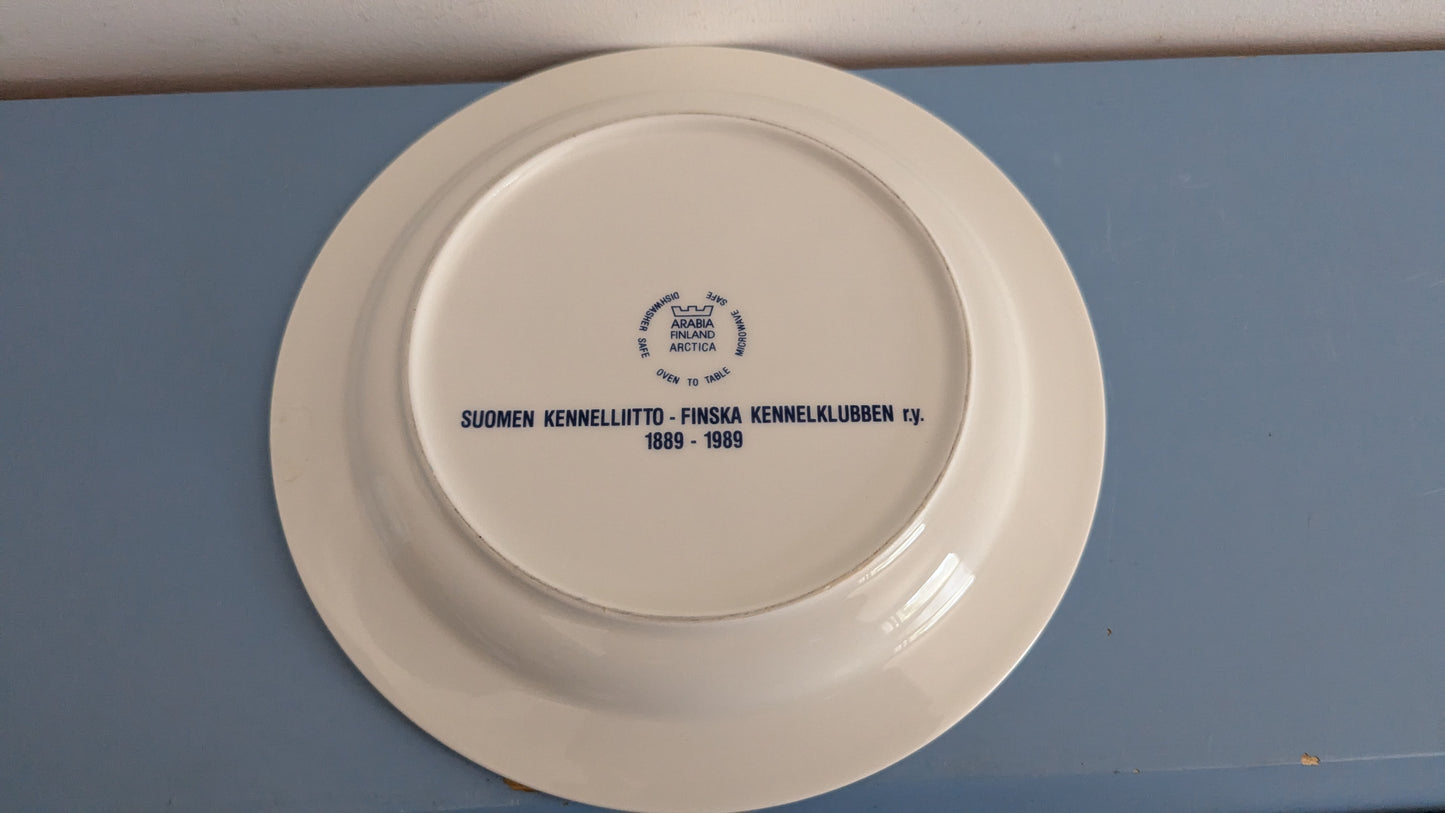 DISHWASHER SAFE
MICROWAVE SAFE
ARABIA
FINLAND
ARCTICA
OVEN TO TABLE
SUOMEN KENNELLIITTO - FINSKA KENNELKLUBBEN r.y.
1889 - 1989